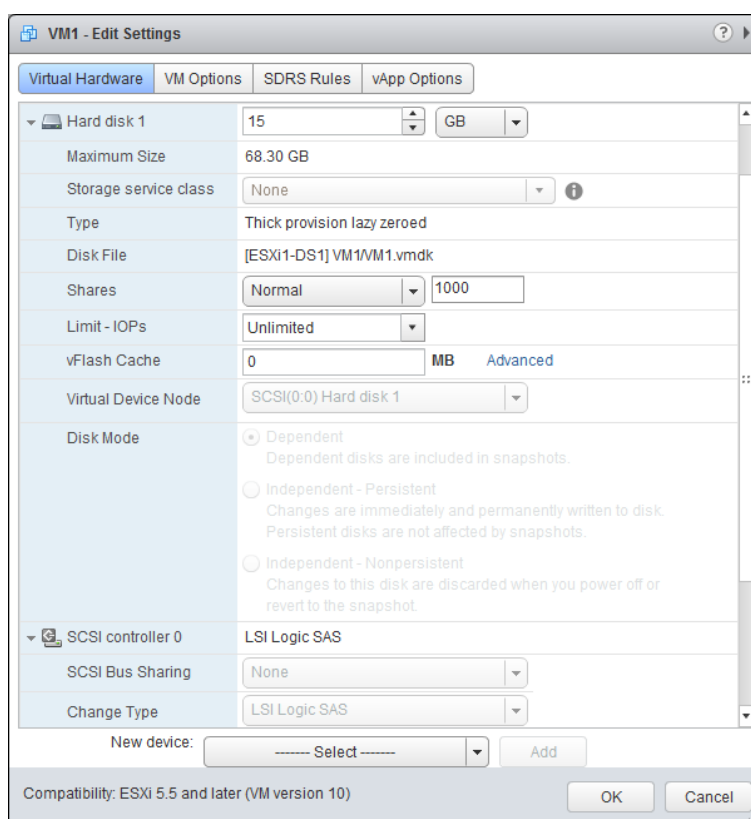 VM1 - Edit Settings ?
Virtual Hardware VM Options SDRS Rules vApp Options
Hard disk 1 15 GB
Maximum Size 68.30 GB
Storage service class None i
Type Thick provision lazy zeroed
Disk File [ESXi1-DS1] VM1/VM1.vmdk
Shares Normal 1000
Limit - IOPs Unlimited
vFlash Cache 0 MB Advanced
Virtual Device Node SCSI(0:0) Hard disk 1
Disk Mode Dependent
Dependent disks are included in snapshots.
Independent - Persistent
Changes are immediately and permanently written to disk.
Persistent disks are not affected by snapshots.
Independent - Nonpersistent
Changes to this disk are discarded when you power off or
revert to the snapshot.
SCSI controller 0 LSI Logic SAS
SCSI Bus Sharing None
Change Type LSI Logic SAS
New device: ------- Select ------- Add
Compatibility: ESXi 5.5 and later (VM version 10) OK Cancel